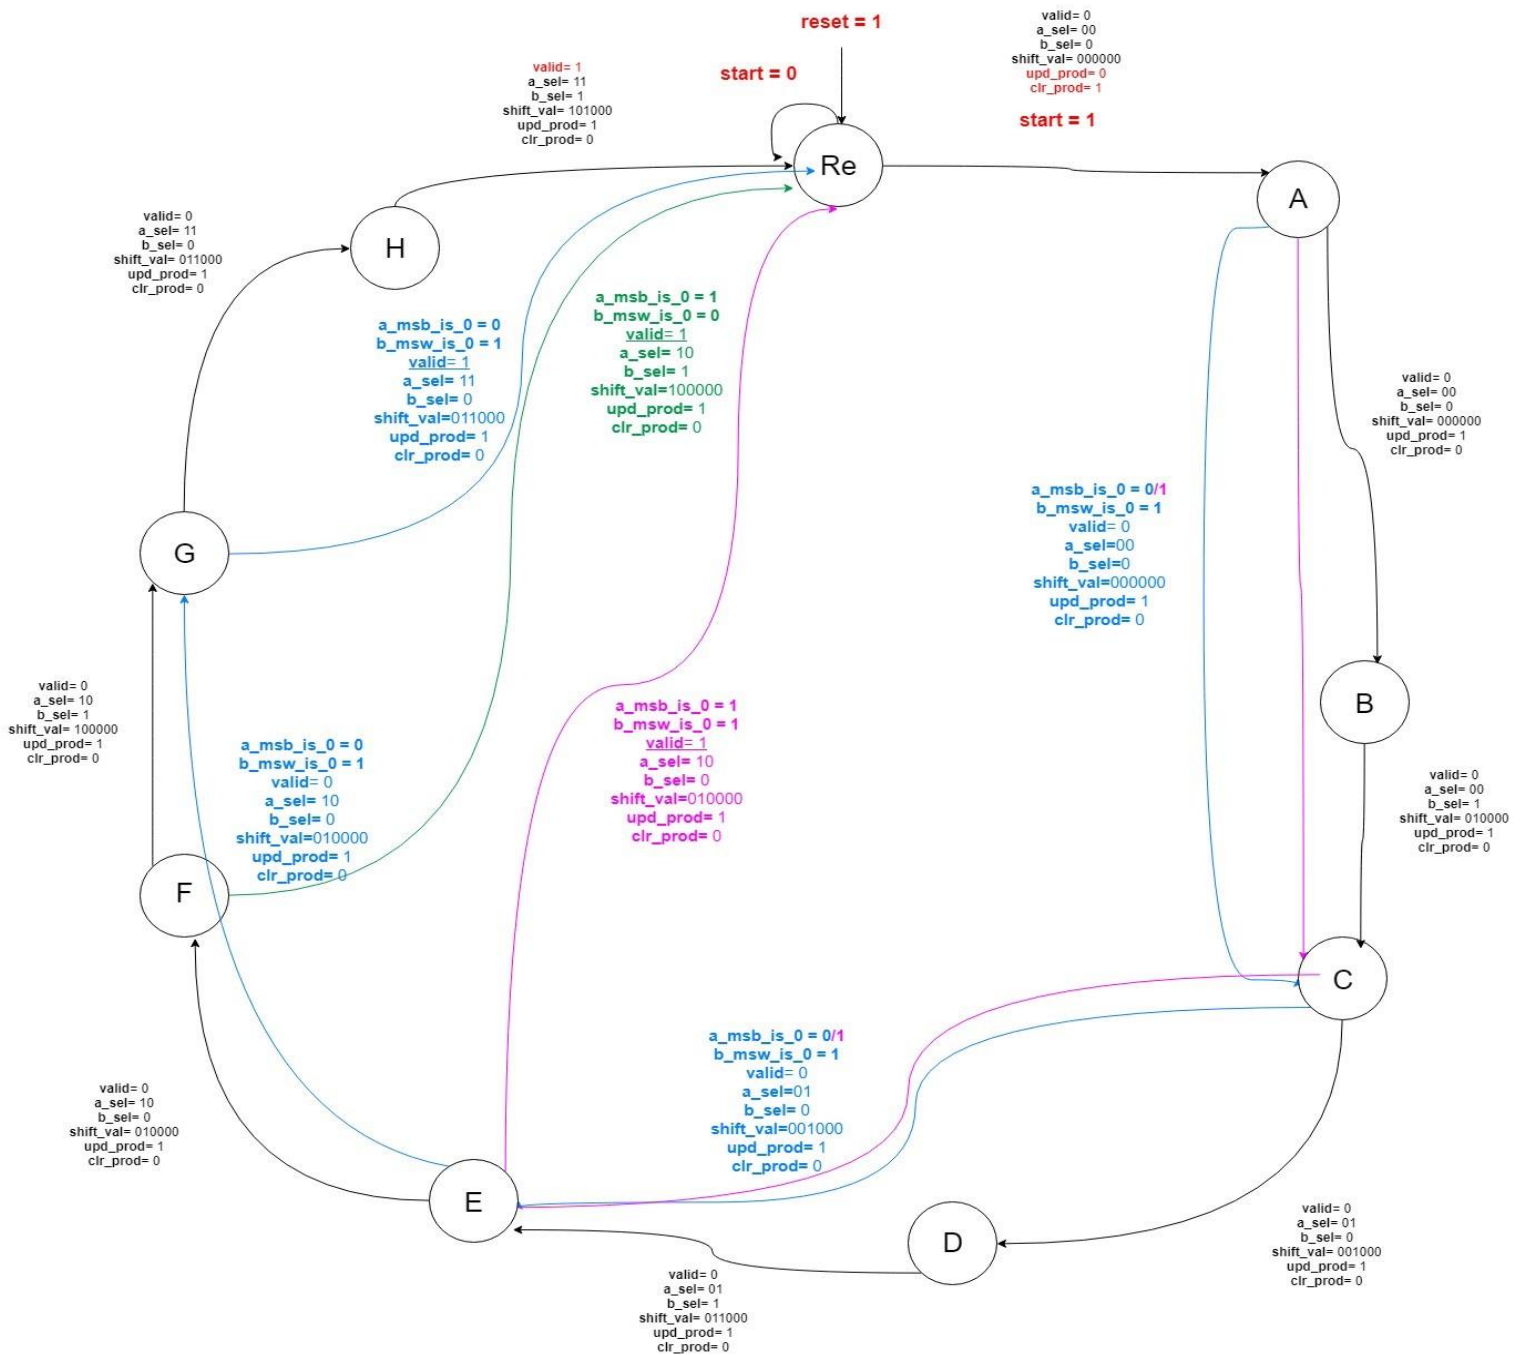 reset = 1
start = 0
valid= 0
a_sel= 00
b_sel= 0
shift_val= 000000
upd_prod= 0
clr_prod= 1
start = 1
valid= 1
a_sel= 11
b_sel= 1
shift_val= 101000
upd_prod= 1
clr_prod= 0
Re
A
H
valid= 0
a_sel= 11
b_sel= 0
shift_val= 011000
upd_prod= 1
clr_prod= 0
a_msb_is_0 = 0
b_msw_is_0 = 1
valid= 1
a_sel= 11
b_sel= 0
shift_val=011000
upd_prod= 1
clr_prod= 0
a_msb_is_0 = 1
b_msw_is_0 = 0
valid= 1
a_sel= 10
b_sel= 1
shift_val=100000
upd_prod= 1
clr_prod= 0
valid= 0
a_sel= 00
b_sel= 0
shift_val= 000000
upd_prod= 1
clr_prod= 0
a_msb_is_0 = 0/1
b_msw_is_0 = 1
valid= 0
a_sel=00
b_sel=0
shift_val=000000
upd_prod= 1
clr_prod= 0
G
B
valid= 0
a_sel= 10
b_sel= 1
shift_val= 100000
upd_prod= 1
clr_prod= 0
a_msb_is_0 = 0
b_msw_is_0 = 1
valid= 0
a_sel= 10
b_sel= 0
shift_val=010000
upd_prod= 1
clr_prod= 0
a_msb_is_0 = 1
b_msw_is_0 = 1
valid= 1
a_sel= 10
b_sel= 0
shift_val=010000
upd_prod= 1
clr_prod= 0
valid= 0
a_sel= 00
b_sel= 1
shift_val= 010000
upd_prod= 1
clr_prod= 0
F
C
a_msb_is_0 = 0/1
b_msw_is_0 = 1
valid= 0
a_sel=01
b_sel= 0
shift_val=001000
upd_prod= 1
clr_prod= 0
valid= 0
a_sel= 10
b_sel= 0
shift_val= 010000
upd_prod= 1
clr_prod= 0
E
D
valid= 0
a_sel= 01
b_sel= 0
shift_val= 001000
upd_prod= 1
clr_prod= 0
valid= 0
a_sel= 01
b_sel= 1
shift_val= 011000
upd_prod= 1
clr_prod= 0